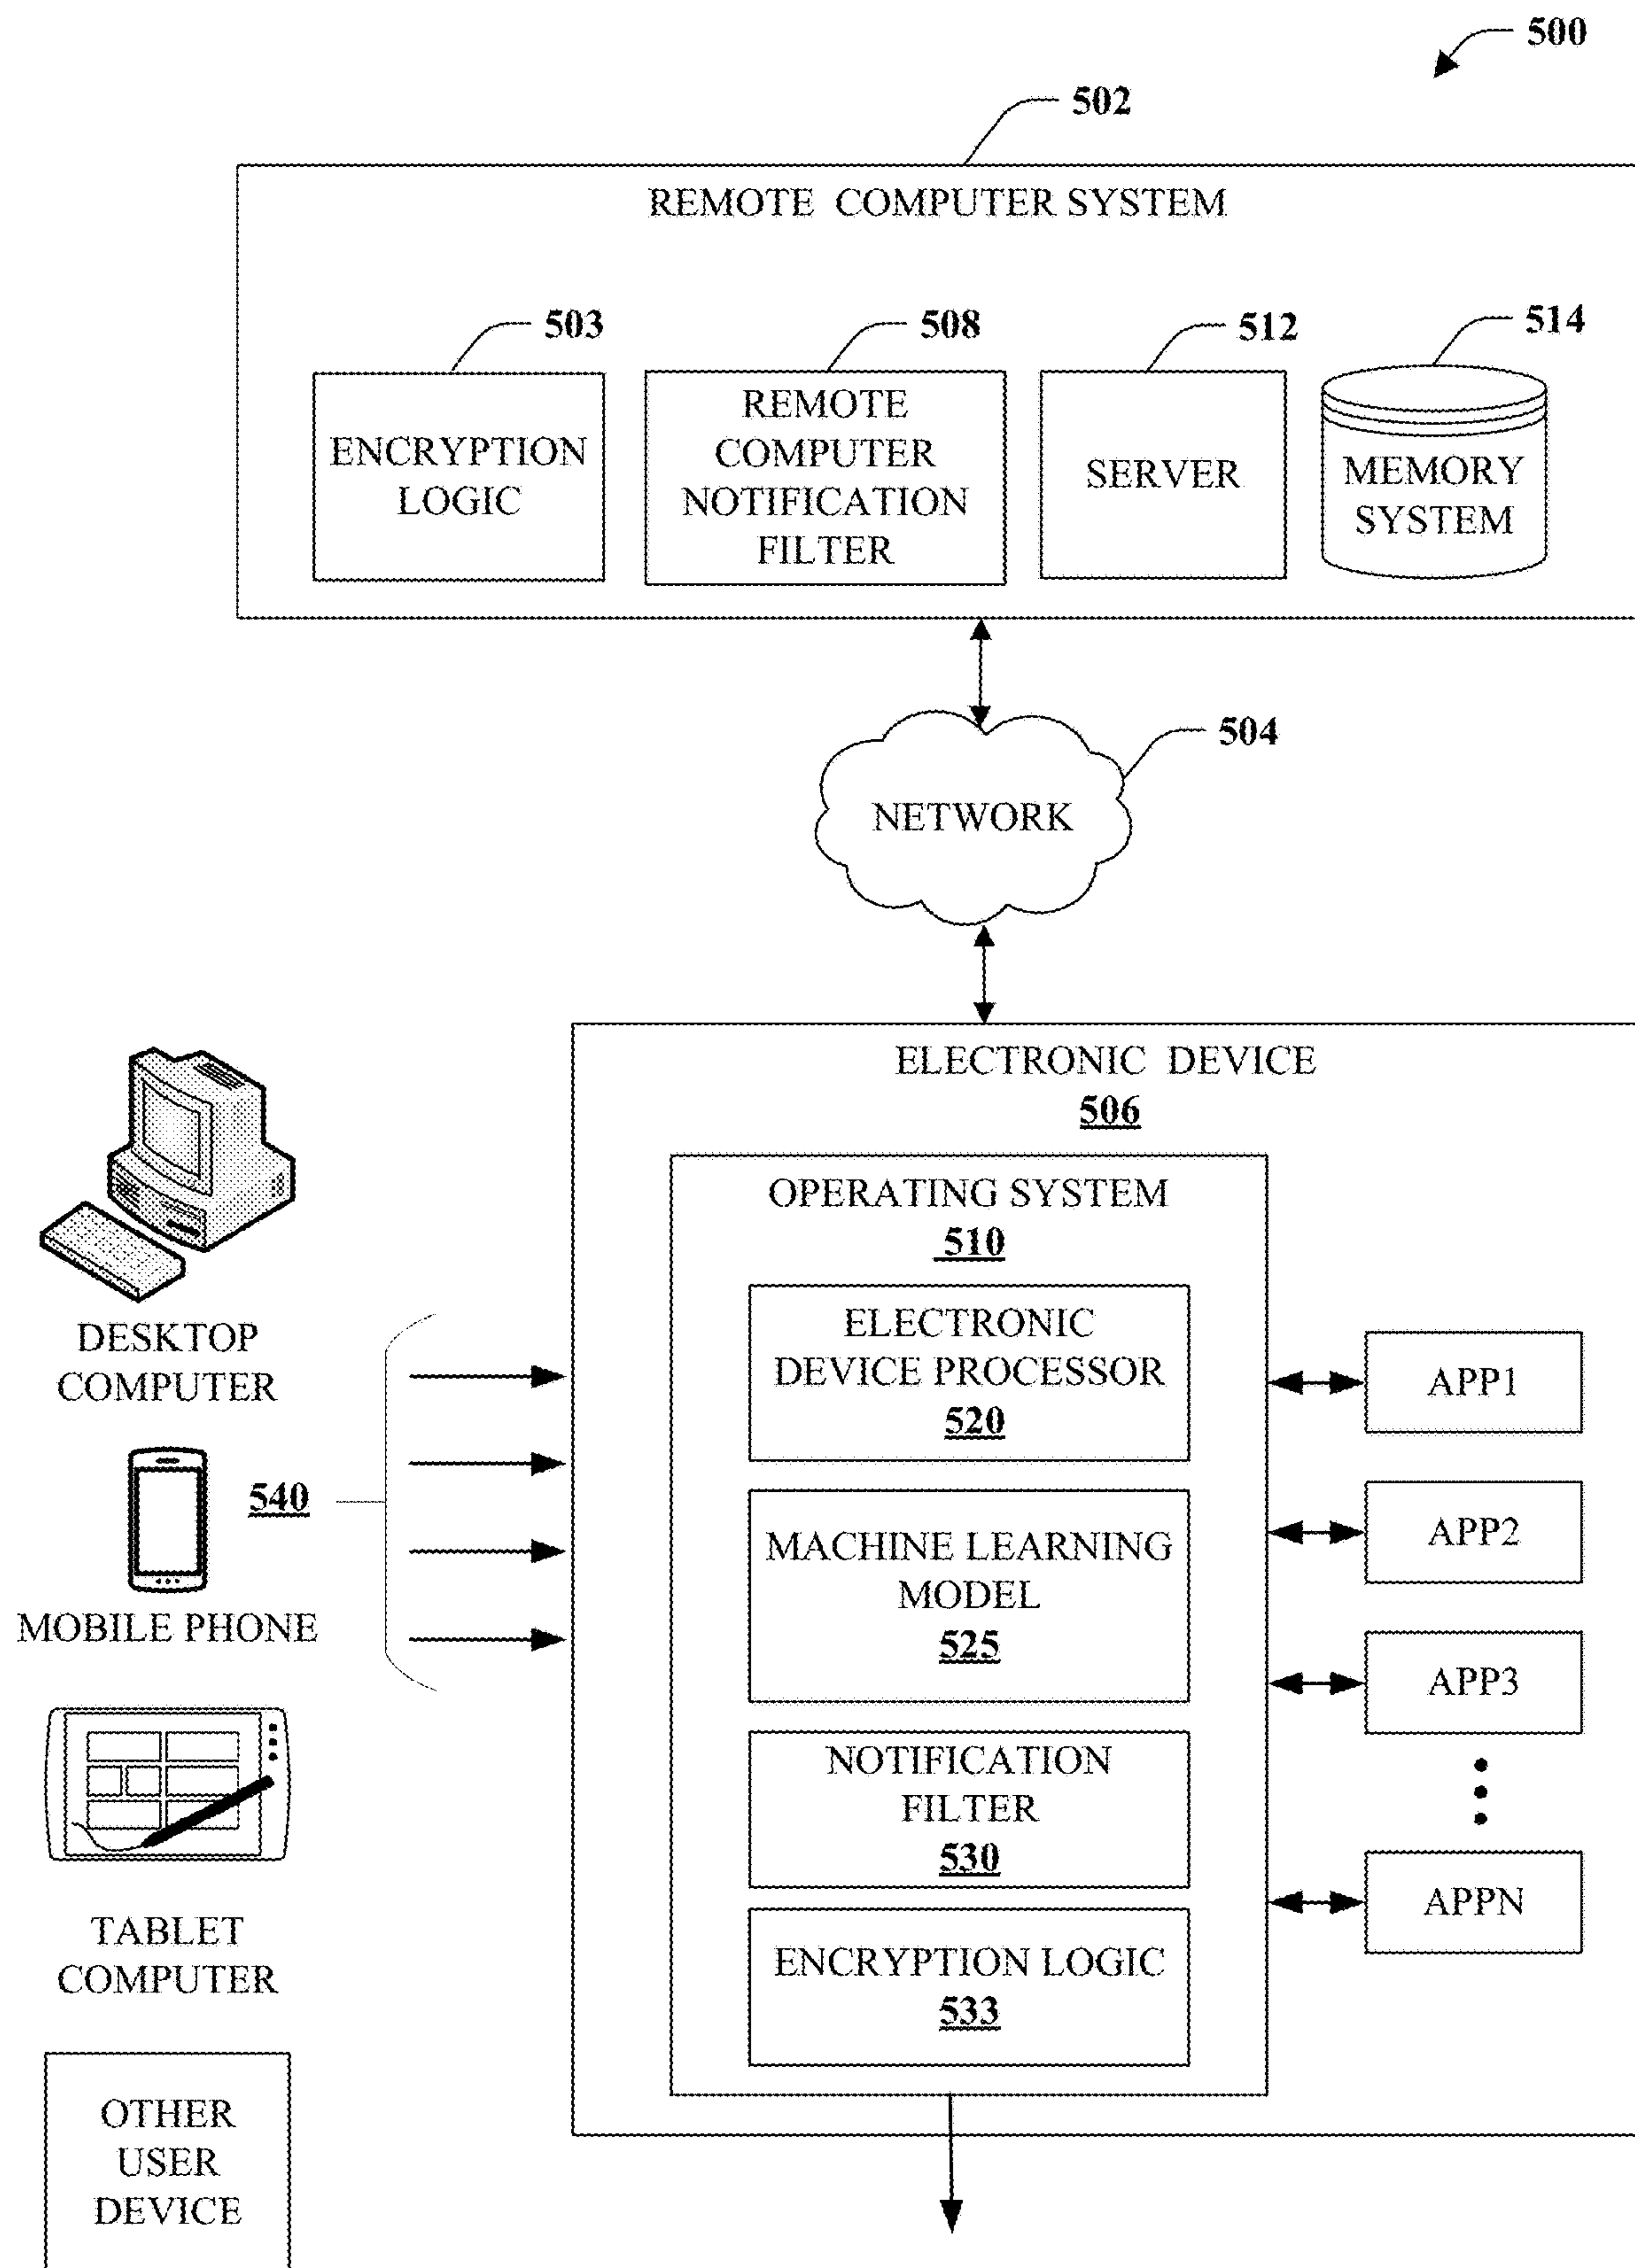 500
502
REMOTE COMPUTER SYSTEM
503
508
512
514
ENCRYPTION
LOGIC
REMOTE
COMPUTER
NOTIFICATION
FILTER
SERVER
MEMORY
SYSTEM
504
NETWORK
ELECTRONIC DEVICE
506
OPERATING SYSTEM
510
ELECTRONIC
DEVICE PROCESSOR
520
MACHINE LEARNING
MODEL
525
NOTIFICATION
FILTER
530
ENCRYPTION LOGIC
533
APP1
APP2
APP3
APPN
DESKTOP
COMPUTER
540
MOBILE PHONE
TABLET
COMPUTER
OTHER
USER
DEVICE